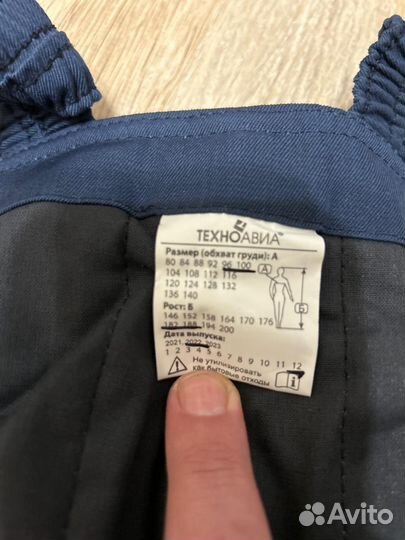 ТЕХНОАВИА™
Размер (обхват груди): А
80 84 88 92 96 100
104 108 112 116
120 124 128 132
136 140
А
Б
Рост: Б
146 152 158 164 170 176
182 188 194 200
Дата выпуска:
2021, 2022, 2023
1 2 3 4 5 6 7 8 9 10 11 12
Не утилизировать
как бытовые отходы
Avito